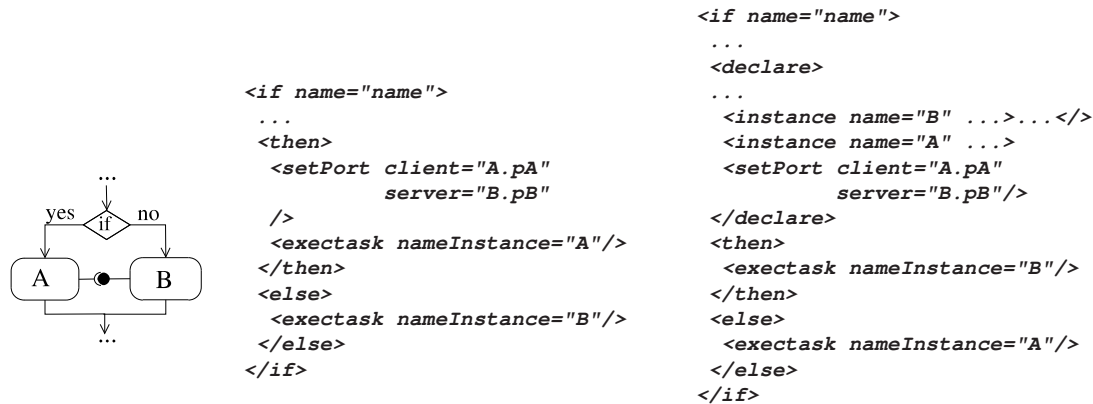 ...
yes if no
A B
...
<if name="name">
...
<then>
<setPort client="A.pA"
server="B.pB"
/>
<exectask nameInstance="A"/>
</then>
<else>
<exectask nameInstance="B"/>
</else>
</if>
<if name="name">
...
<declare>
...
<instance name="B" ...>...</>
<instance name="A" ...>
<setPort client="A.pA"
server="B.pB"/>
</declare>
<then>
<exectask nameInstance="B"/>
</then>
<else>
<exectask nameInstance="A"/>
</else>
</if>